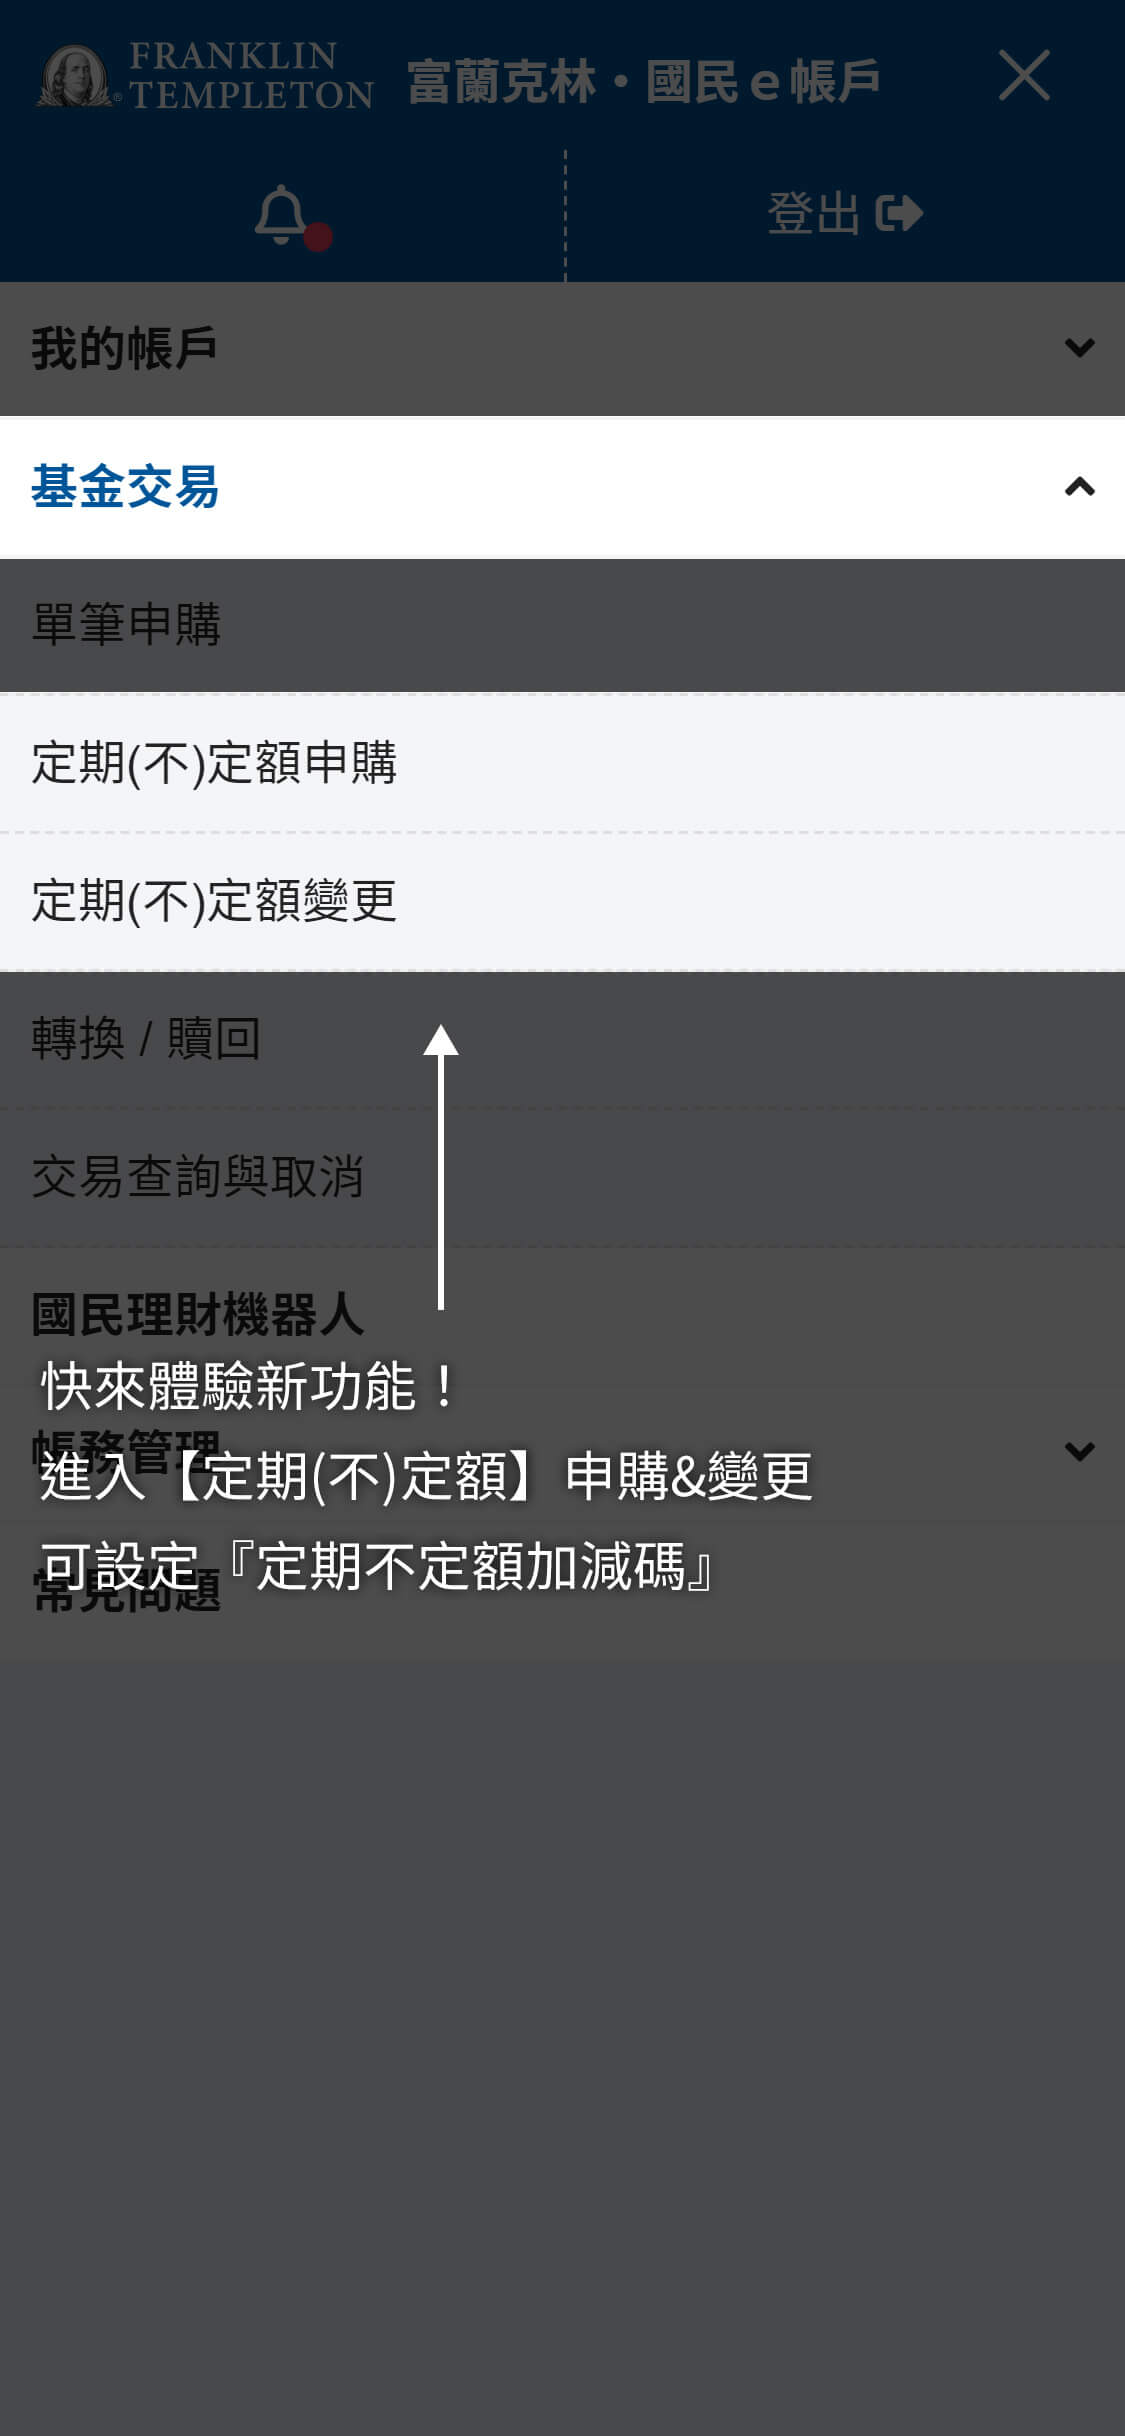 FRANKLIN
TEMPLETON
富蘭克林・國民e帳戶
登出
我的帳戶
基金交易
單筆申購
定期(不)定額申購
定期(不)定額變更
轉換 / 贖回
交易查詢與取消
國民理財機器人
快來體驗新功能！
帳務管理
進入【定期(不)定額】申購&變更
可設定『定期不定額加減碼』
常見問題